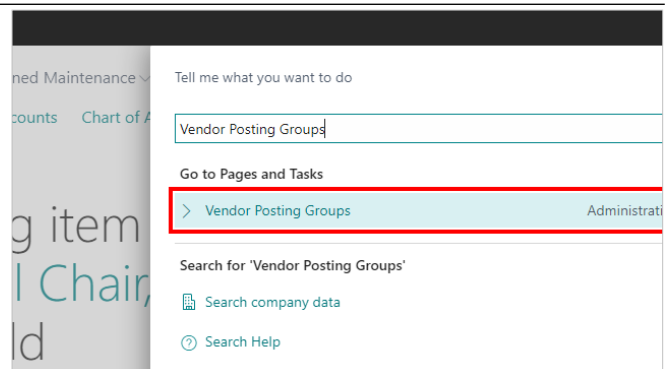 ned Maintenance
Tell me what you want to do
counts Chart of A
Vendor Posting Groups
Go to Pages and Tasks
Vendor Posting Groups Administrati
g item
Search for 'Vendor Posting Groups'
l Chair,
Search company data
ld
Search Help